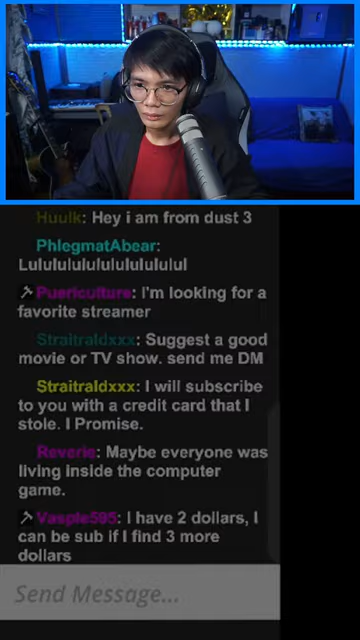 Huulk: Hey i am from dust 3
PhlegmatAbear:
Lulululululululululululul
Puericulture: I'm looking for a
favorite streamer
Straitraldxxx: Suggest a good
movie or TV show. send me DM
Straitraldxxx: I will subscribe
to you with a credit card that I
stole. I Promise.
Reverie: Maybe everyone was
living inside the computer
game.
Vasple595: I have 2 dollars, I
can be sub if I find 3 more
dollars
Send Message...